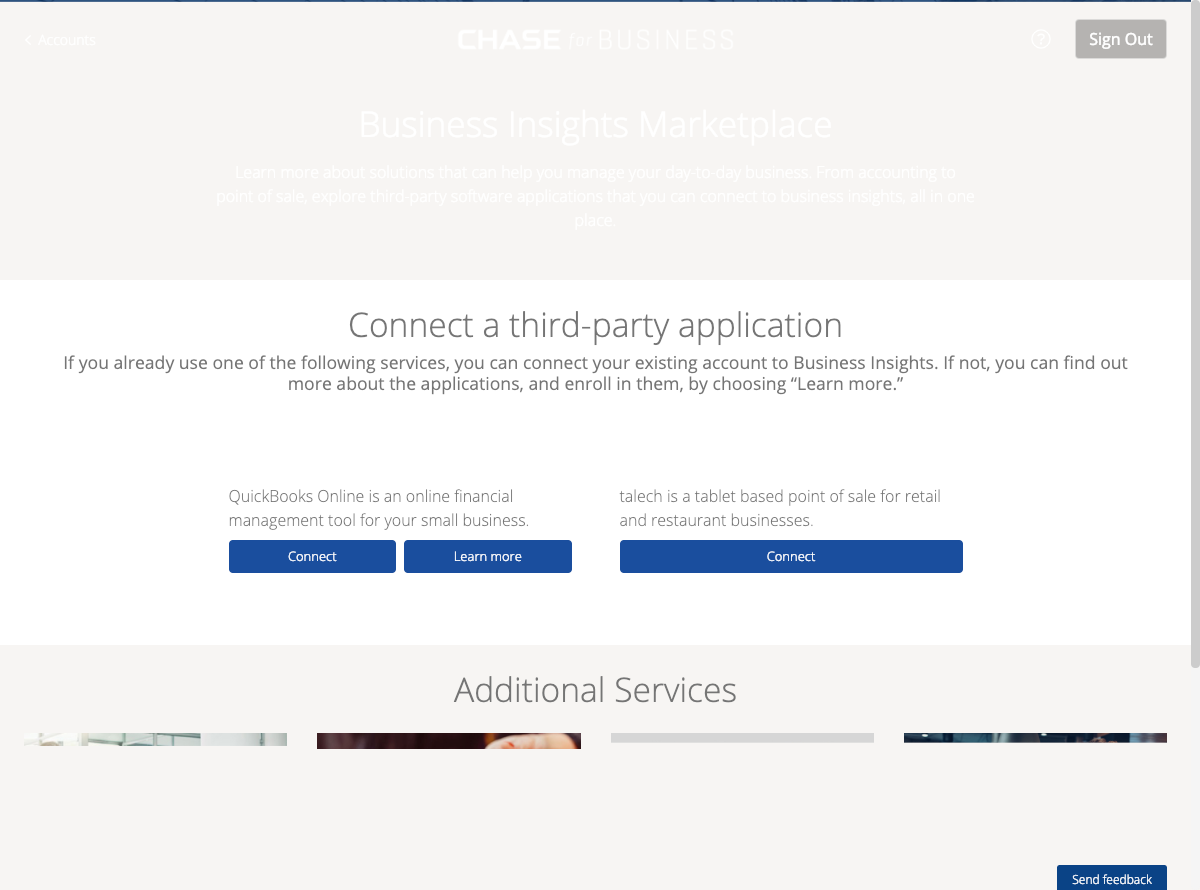 Accounts
CHASE for BUSINESS
Sign Out
Business Insights Marketplace
Learn more about solutions that can help you manage your day-to-day business. From accounting to
point of sale, explore third-party software applications that you can connect to business insights, all in one
place.
Connect a third-party application
If you already use one of the following services, you can connect your existing account to Business Insights. If not, you can find out
more about the applications, and enroll in them, by choosing “Learn more.”
QuickBooks Online is an online financial
management tool for your small business.
Connect
Learn more
talech is a tablet based point of sale for retail
and restaurant businesses.
Connect
Additional Services
Send feedback